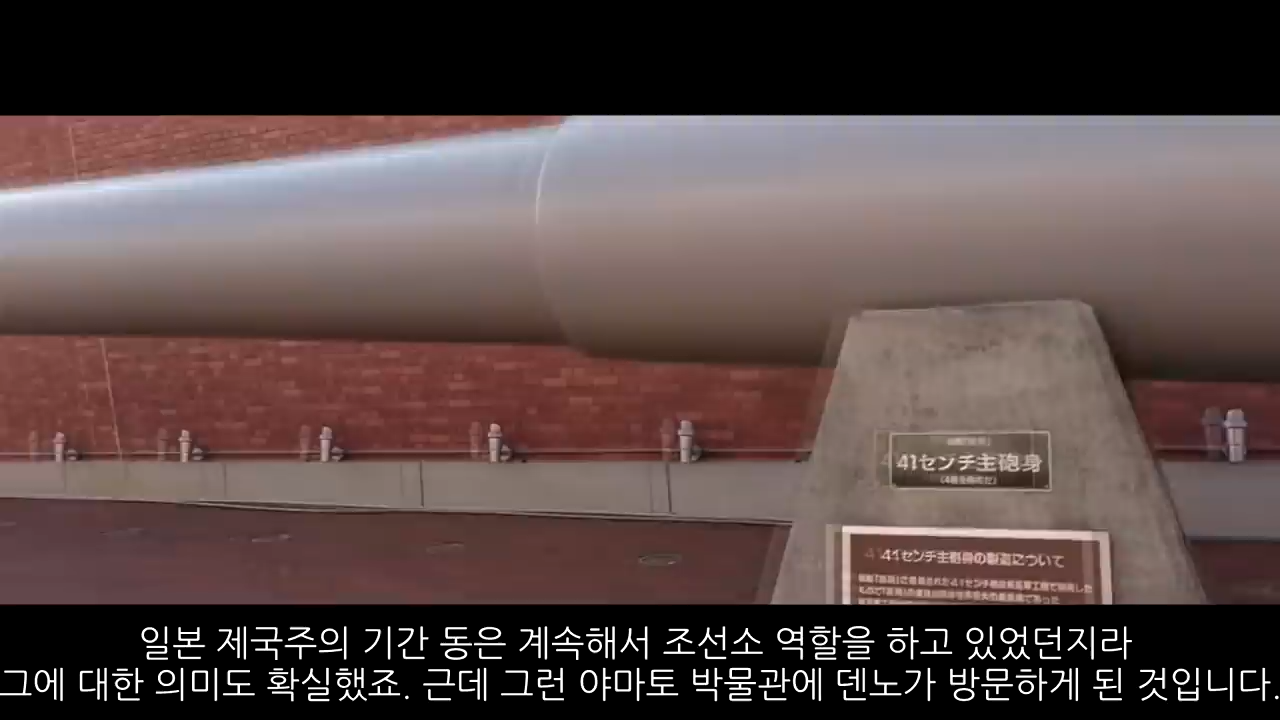 41センチ主砲身
41センチ主砲身の製造について
일본 제국주의 기간 동은 계속해서 조선소 역할을 하고 있었던지라
그에 대한 의미도 확실했죠. 근데 그런 야마토 박물관에 덴노가 방문하게 된 것입니다.